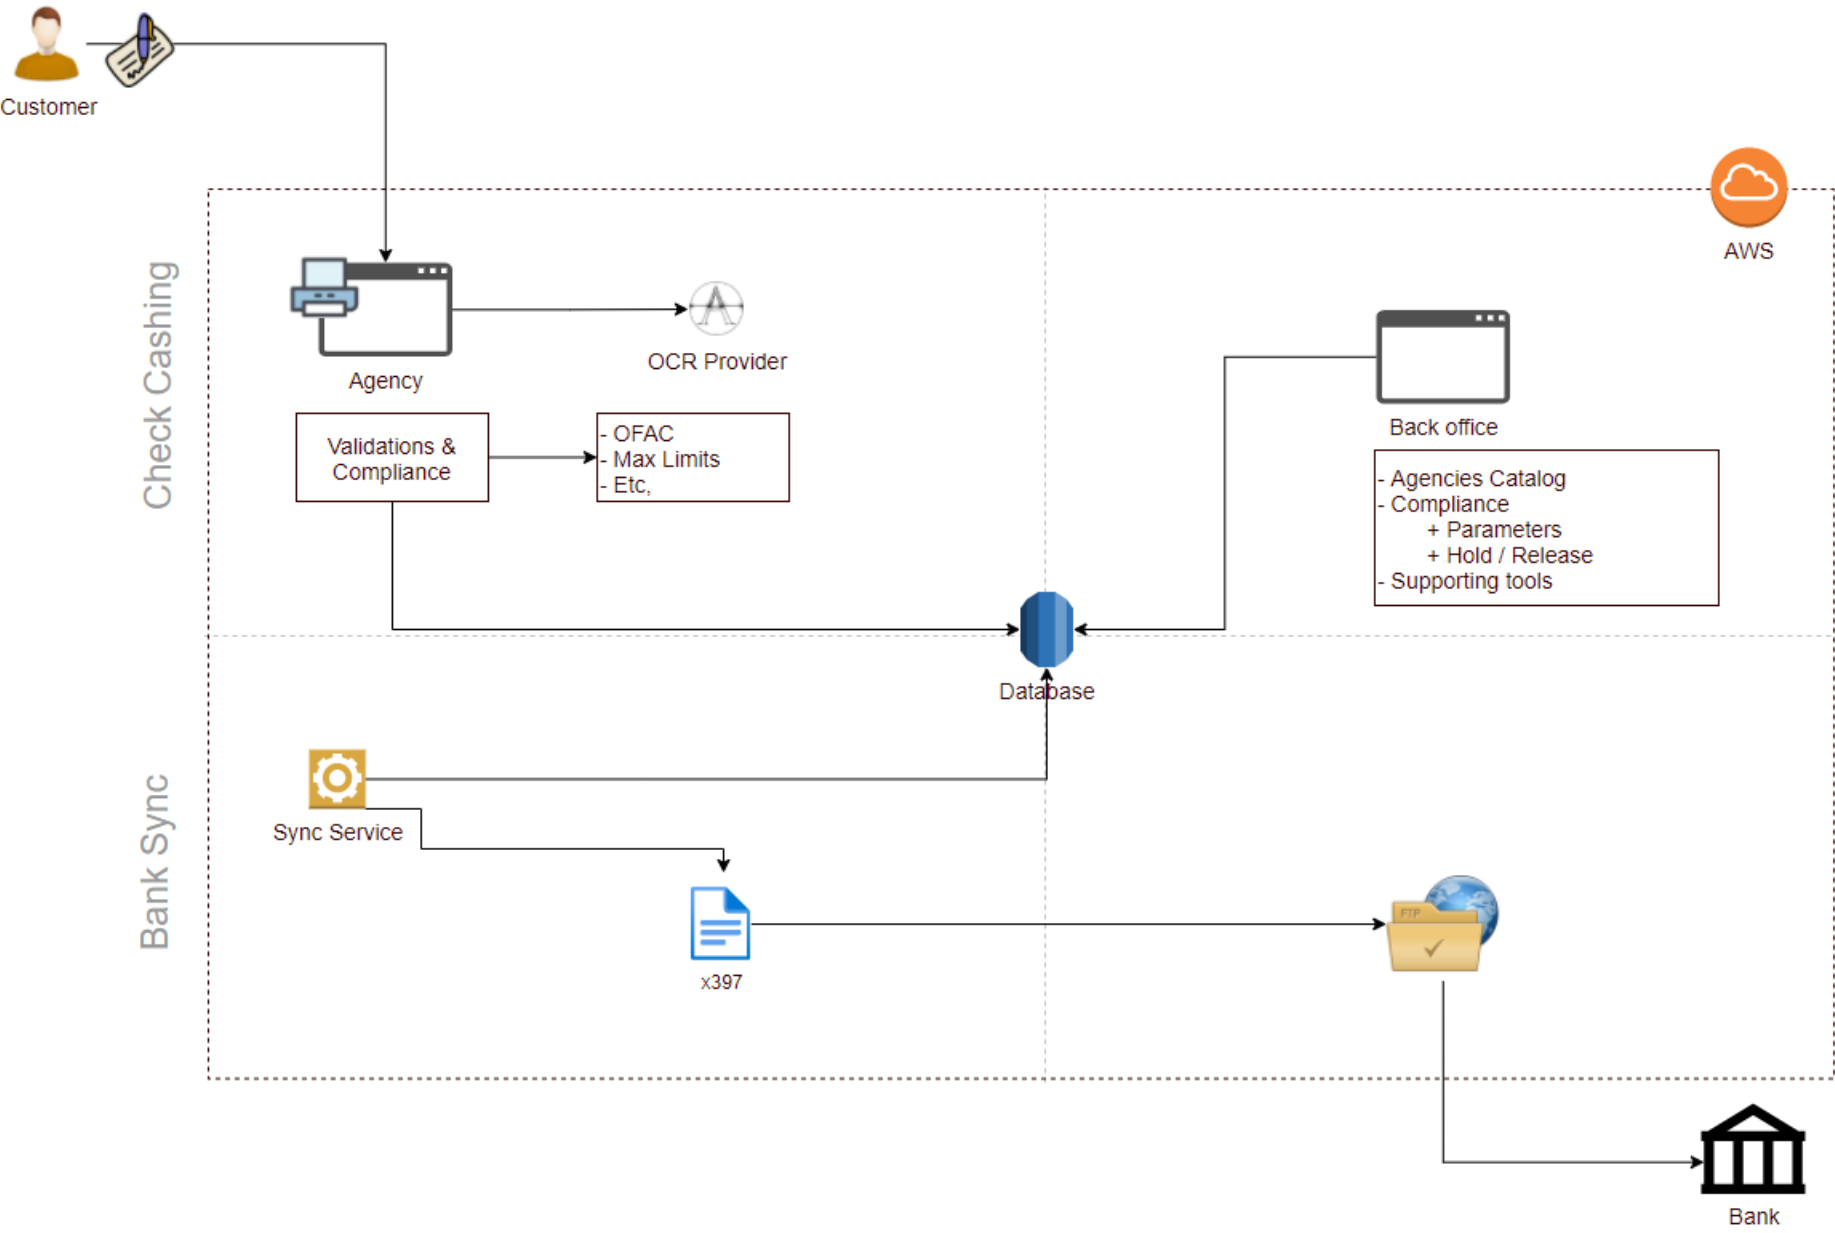 Customer
AWS
Check Cashing
Agency
OCR Provider
Validations &
Compliance
- OFAC
- Max Limits
- Etc,
Back office
- Agencies Catalog
- Compliance
+ Parameters
+ Hold / Release
- Supporting tools
Database
Bank Sync
Sync Service
x397
FTP
Bank